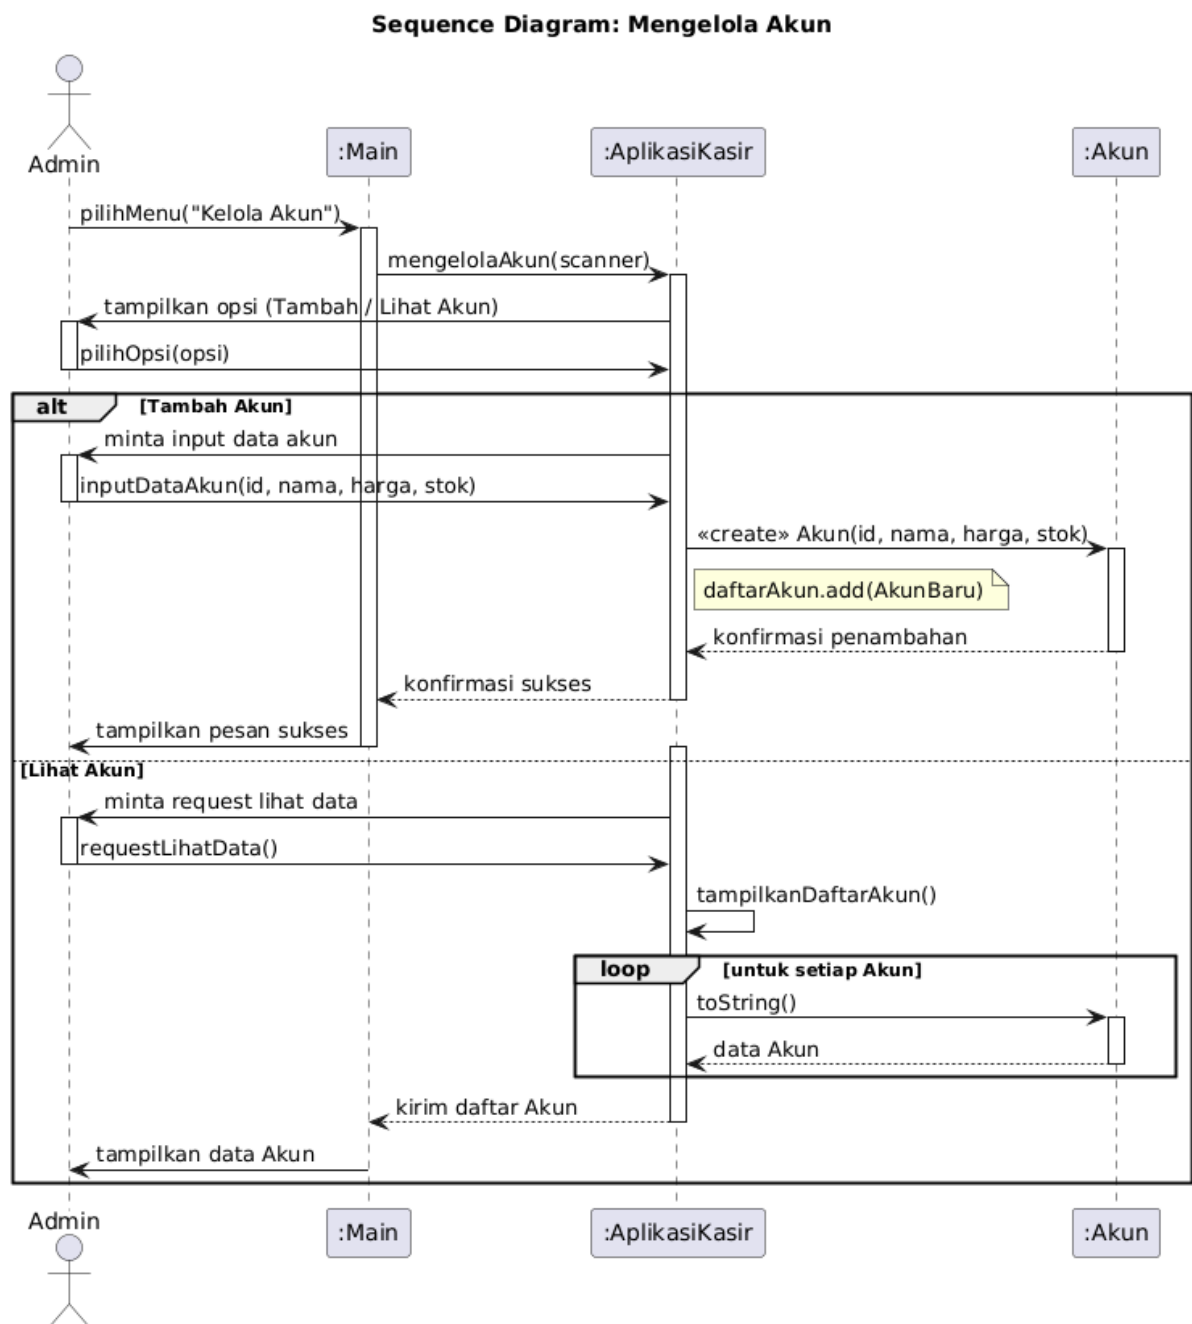 Sequence Diagram: Mengelola Akun
Admin
:Main
:AplikasiKasir
:Akun
pilihMenu("Kelola Akun")
mengelolaAkun(scanner)
tampilkan opsi (Tambah / Lihat Akun)
pilihOpsi(opsi)
alt
[Tambah Akun]
minta input data akun
inputDataAkun(id, nama, harga, stok)
«create» Akun(id, nama, harga, stok)
daftarAkun.add(AkunBaru)
konfirmasi penambahan
konfirmasi sukses
tampilkan pesan sukses
[Lihat Akun]
minta request lihat data
requestLihatData()
tampilkanDaftarAkun()
loop
[untuk setiap Akun]
toString()
data Akun
kirim daftar Akun
tampilkan data Akun
Admin
:Main
:AplikasiKasir
:Akun